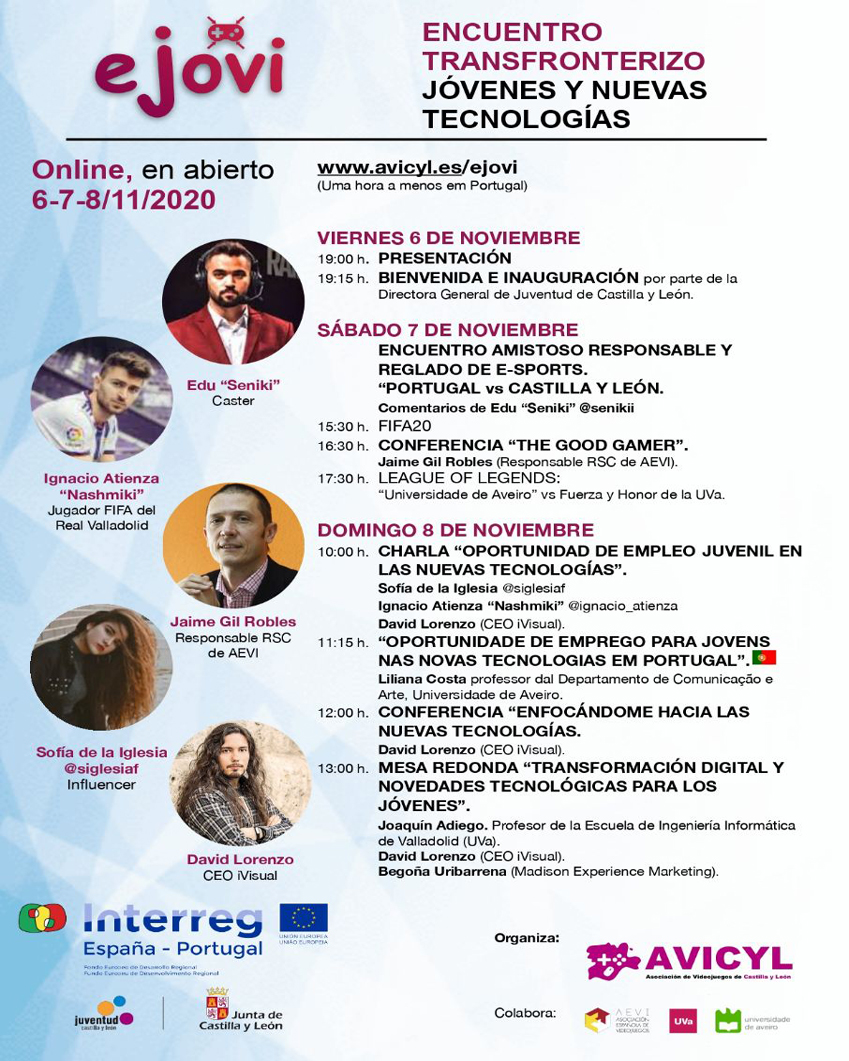 ejovi
ENCUENTRO
TRANSFRONTERIZO
JÓVENES Y NUEVAS
TECNOLOGÍAS
Online, en abierto
6-7-8/11/2020
www.avicyl.es/ejovi
(Uma hora a menos em Portugal)
VIERNES 6 DE NOVIEMBRE
19:00 h. PRESENTACIÓN
19:15 h. BIENVENIDA E INAUGURACIÓN por parte de la
Directora General de Juventud de Castilla y León.
SÁBADO 7 DE NOVIEMBRE
ENCUENTRO AMISTOSO RESPONSABLE Y
REGLADO DE E-SPORTS.
“PORTUGAL vs CASTILLA Y LEÓN.
Comentarios de Edu “Seniki” @senikii
15:30 h. FIFA20
16:30 h. CONFERENCIA “THE GOOD GAMER”.
Jaime Gil Robles (Responsable RSC de AEVI).
17:30 h. LEAGUE OF LEGENDS:
“Universidade de Aveiro” vs Fuerza y Honor de la UVa.
DOMINGO 8 DE NOVIEMBRE
10:00 h. CHARLA “OPORTUNIDAD DE EMPLEO JUVENIL EN
LAS NUEVAS TECNOLOGÍAS”.
Sofía de la Iglesia @siglesiaf
Ignacio Atienza “Nashmiki” @ignacio_atienza
David Lorenzo (CEO iVisual).
11:15 h. “OPORTUNIDADE DE EMPREGO PARA JOVENS
NAS NOVAS TECNOLOGIAS EM PORTUGAL”.
Liliana Costa professor dal Departamento de Comunicação e
Arte, Universidade de Aveiro.
12:00 h. CONFERENCIA “ENFOCÁNDOME HACIA LAS
NUEVAS TECNOLOGÍAS.
David Lorenzo (CEO iVisual).
13:00 h. MESA REDONDA “TRANSFORMACIÓN DIGITAL Y
NOVEDADES TECNOLÓGICAS PARA LOS
JÓVENES”.
Joaquín Adiego. Profesor de la Escuela de Ingeniería Informática
de Valladolid (UVa).
David Lorenzo (CEO iVisual).
Begoña Uribarrena (Madison Experience Marketing).
Edu “Seniki”
Caster
Ignacio Atienza
“Nashmiki”
Jugador FIFA del
Real Valladolid
Jaime Gil Robles
Responsable RSC
de AEVI
Sofía de la Iglesia
@siglesiaf
Influencer
David Lorenzo
CEO iVisual
Interreg
España - Portugal
UNIÓN EUROPEA
UNIÃO EUROPEIA
Fondo Europeo de Desarrollo Regional
Fundo Europeu de Desenvolvimento Regional
juventud
castilla y león
Junta de
Castilla y León
Organiza:
AVICYL
Asociación de Videojuegos de Castilla y León
Colabora:
AEVI
ASOCIACIÓN
ESPAÑOLA DE
VIDEOJUEGOS
UVa
universidade
de aveiro